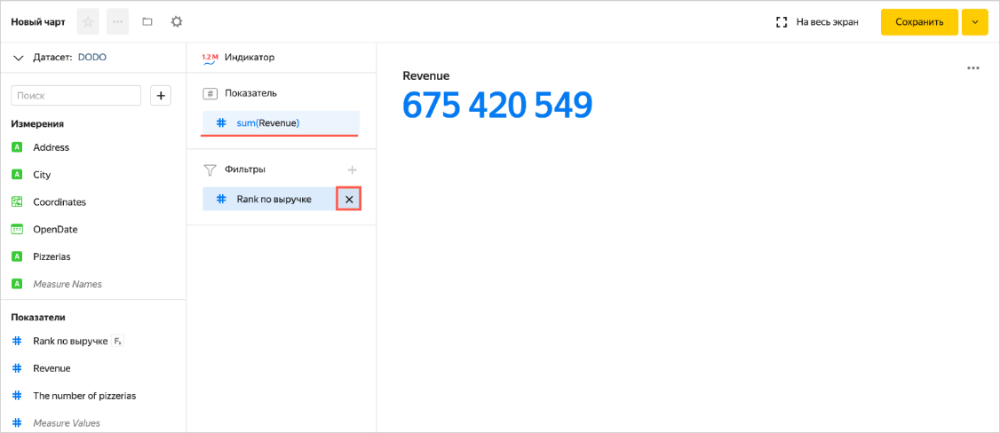 Новый чарт
На весь экран
Сохранить
Датасет: DODO
Поиск
Измерения
A Address
A City
Coordinates
OpenDate
A Pizzerias
A Measure Names
Показатели
# Rank по выручке Fx
# Revenue
# The number of pizzerias
# Measure Values
1.2M Индикатор
# Показатель
# sum(Revenue)
Фильтры
# Rank по выручке
Revenue
675 420 549